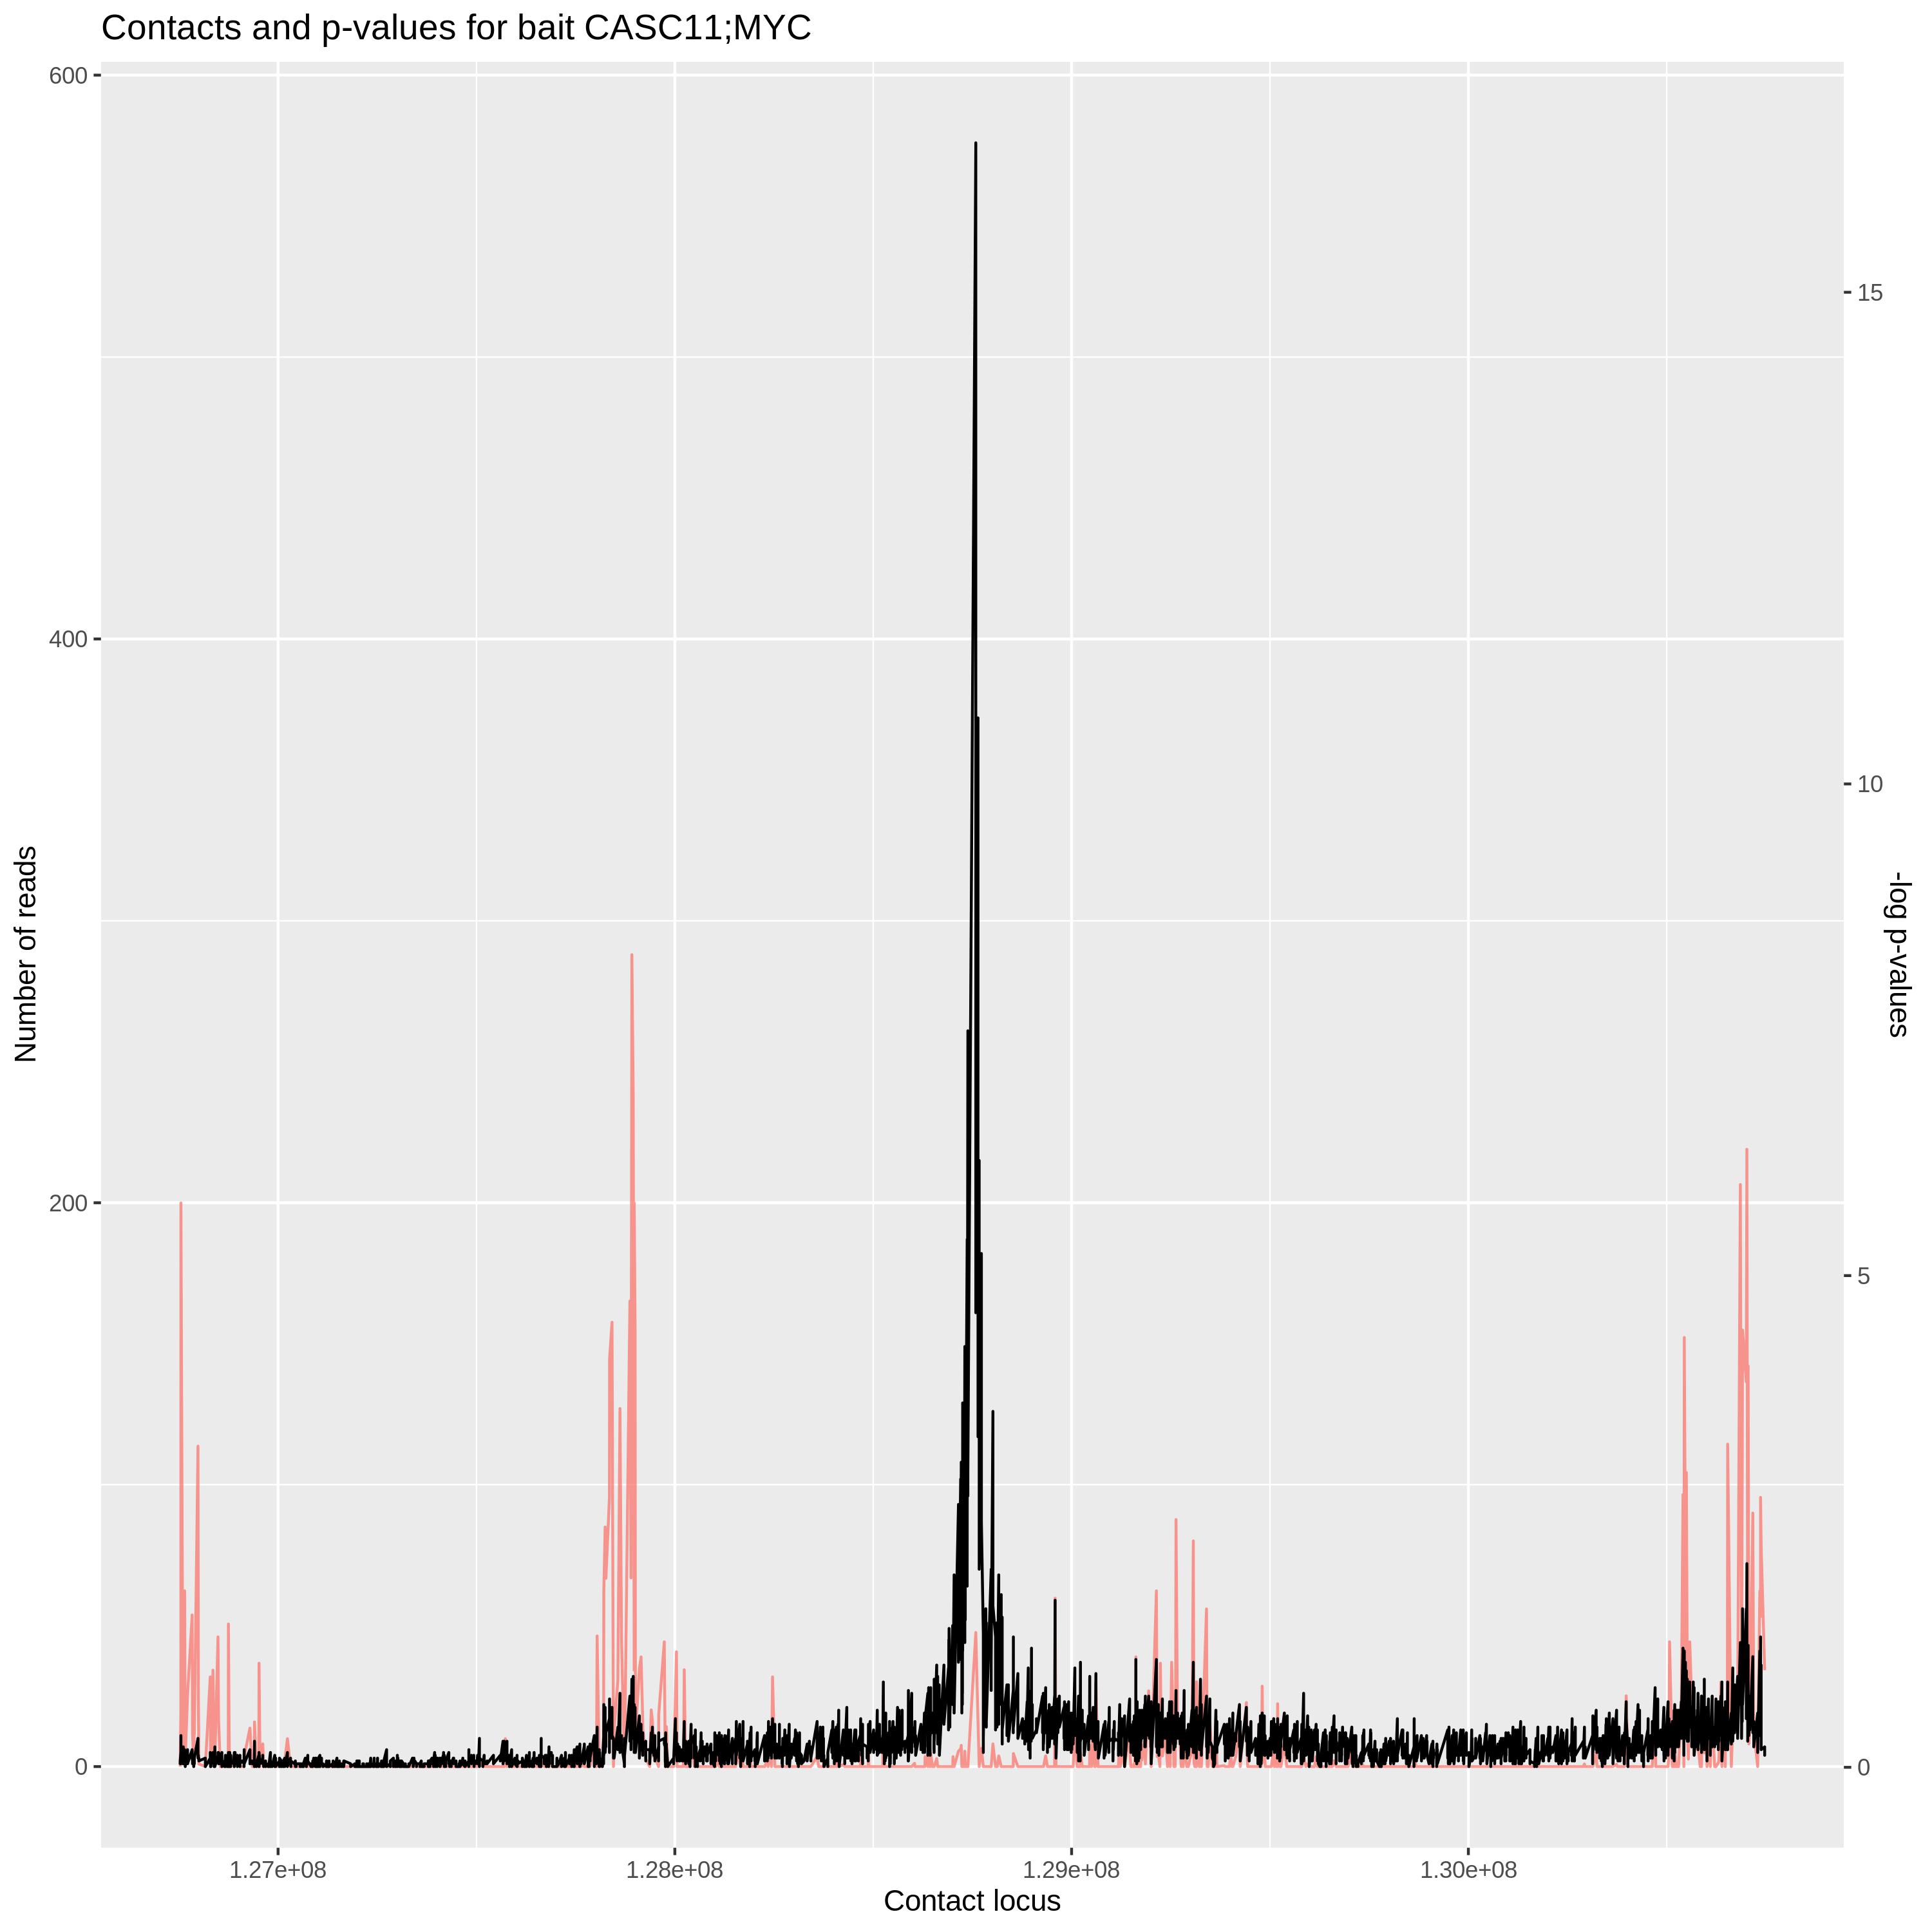 Contacts and p-values for bait CASC11;MYC
600
400
200
0
Number of reads
15
10
5
0
-log p-values
1.27e+08
1.28e+08
1.29e+08
1.30e+08
Contact locus